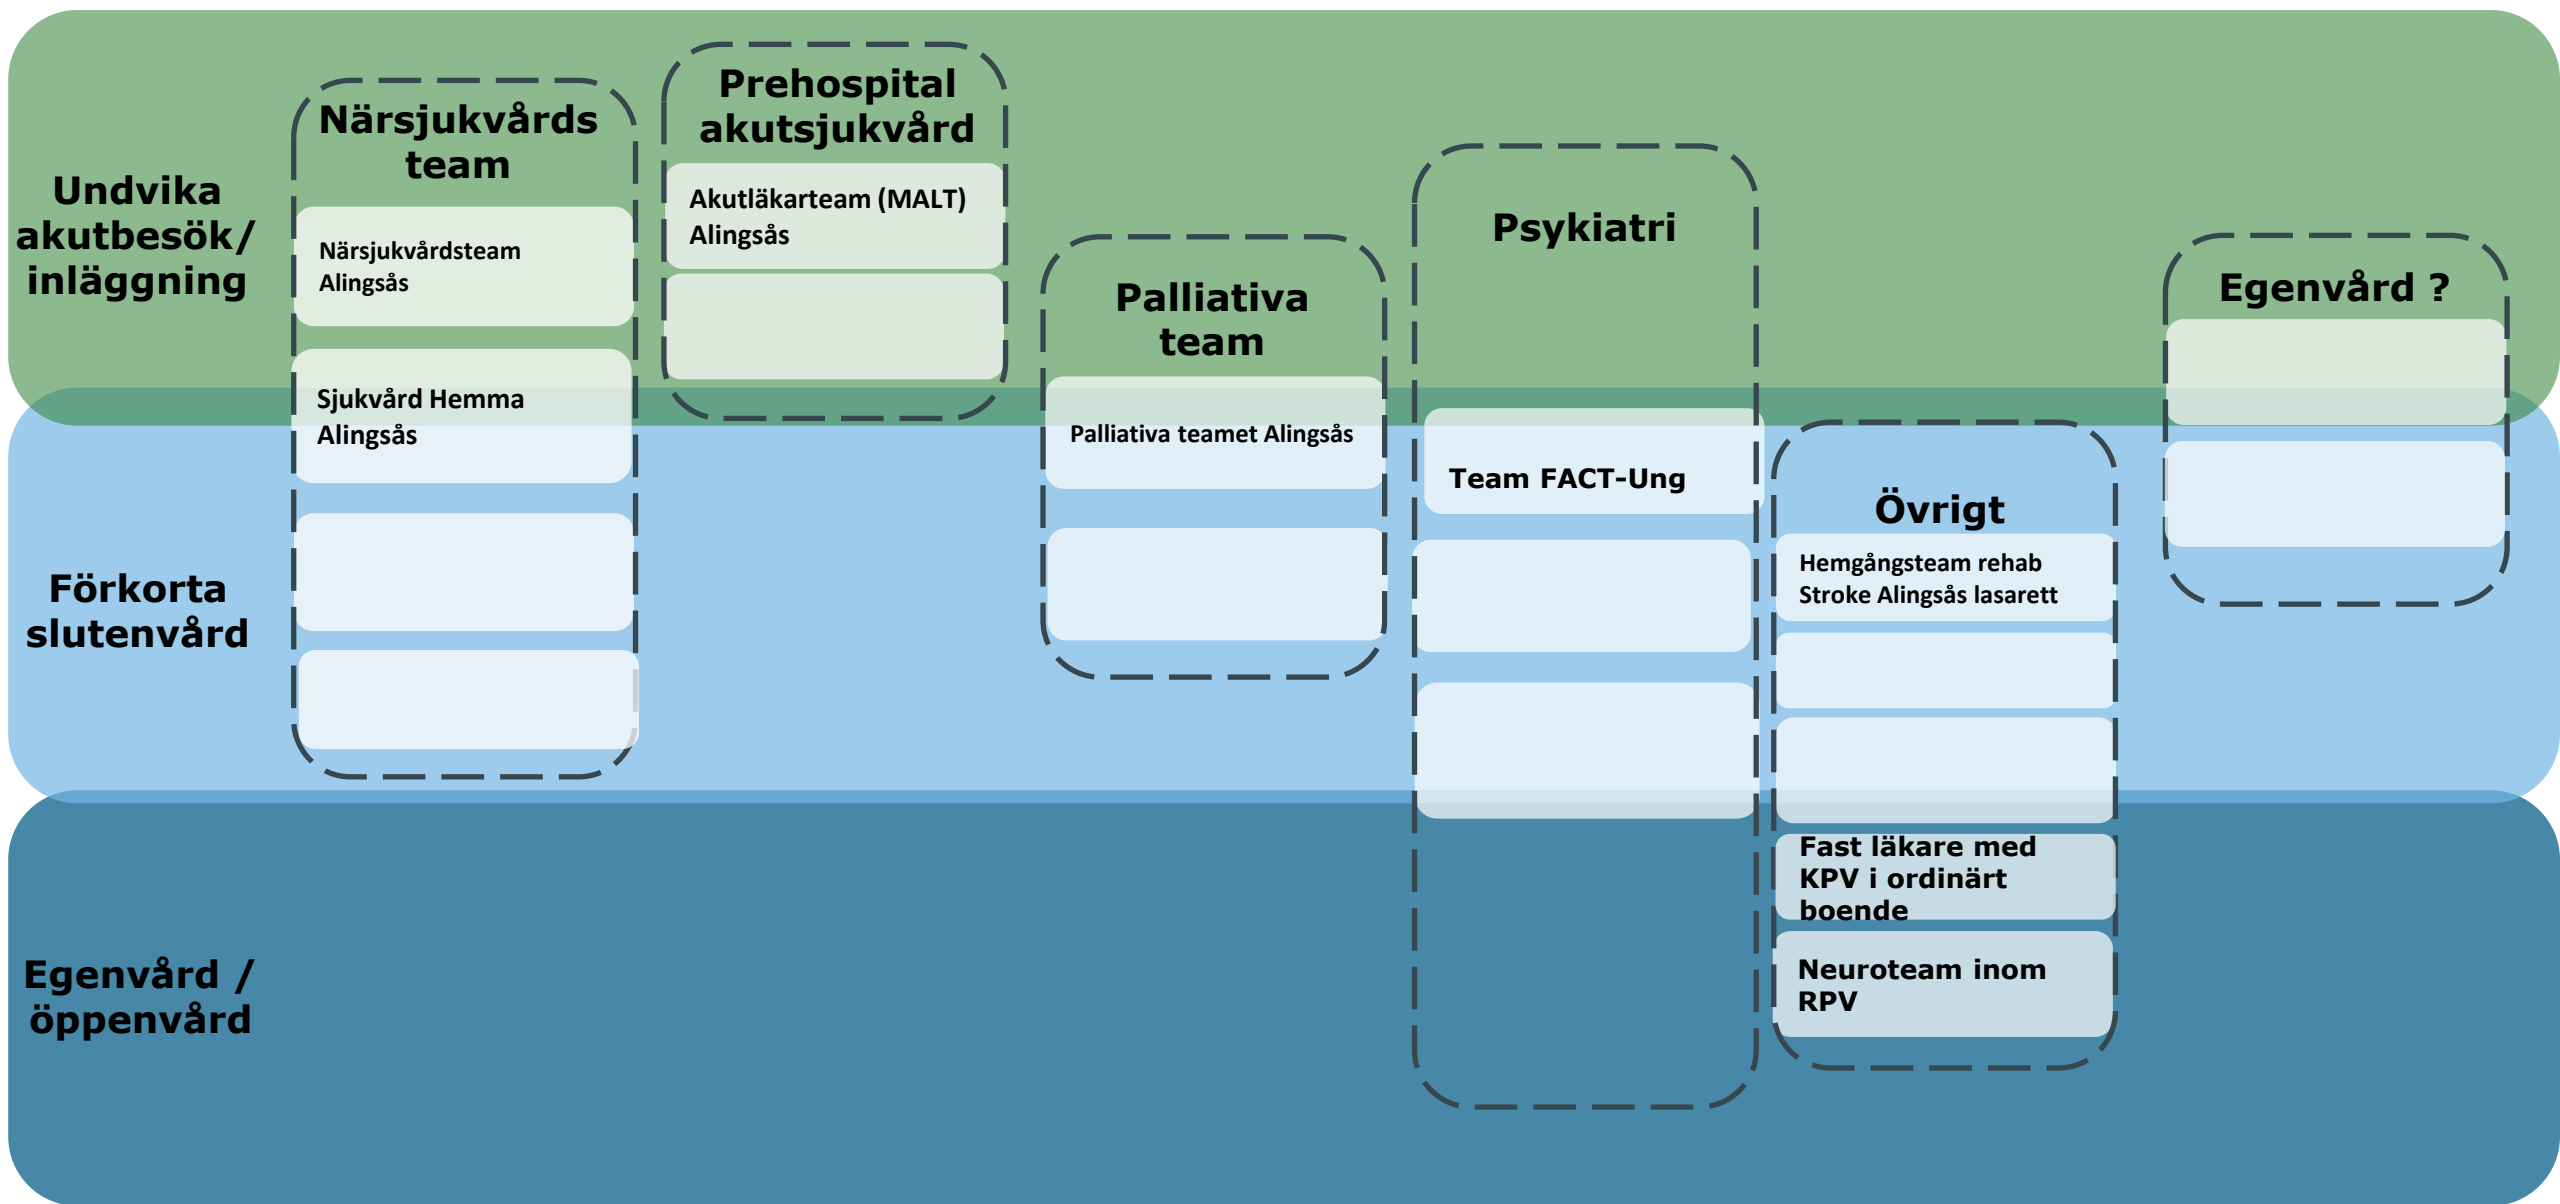 Undvika
akutbesök/
inläggning
Närsjukvårds
team
Närsjukvårdsteam
Alingsås
Sjukvård Hemma
Alingsås
Prehospital
akutsjukvård
Akutläkarteam (MALT)
Alingsås
Palliativa
team
Palliativa teamet Alingsås
Psykiatri
Team FACT-Ung
Egenvård ?
Förkorta
slutenvård
Övrigt
Hemgångsteam rehab
Stroke Alingsås lasarett
Fast läkare med
KPV i ordinärt
boende
Neuroteam inom
RPV
Egenvård /
öppenvård